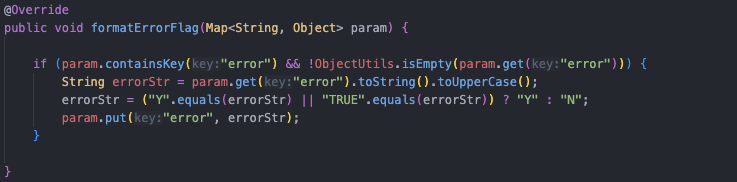 @Override
public void formatErrorFlag(Map<String, Object> param) {
if (param.containsKey( key: "error") && !ObjectUtils.isEmpty(param.get( key: "error"))) {
String errorStr = param.get( key: "error").toString().toUpperCase();
errorStr = ("Y".equals(errorStr) || "TRUE".equals(errorStr)) ? "Y" : "N";
param.put( key: "error", errorStr);
}
}